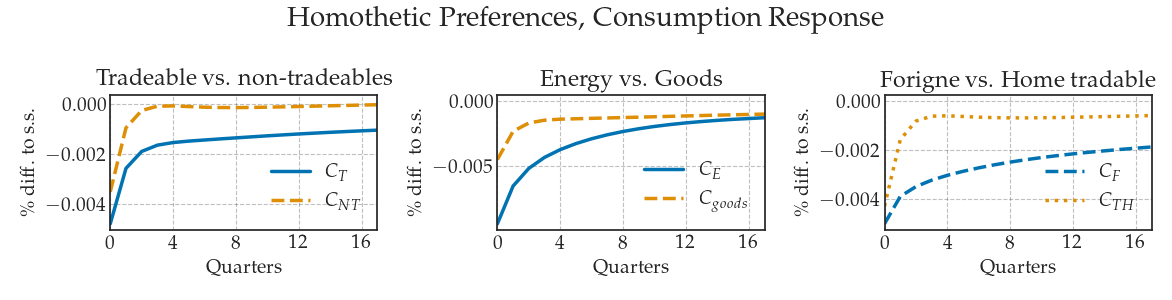 Homothetic Preferences, Consumption Response
Tradeable vs. non-tradeables
% diff. to s.s.
0.000
−0.002
−0.004
C_T
C_NT
0 4 8 12 16
Quarters
Energy vs. Goods
% diff. to s.s.
0.000
−0.005
C_E
C_goods
0 4 8 12 16
Quarters
Forigne vs. Home tradable
% diff. to s.s.
0.000
−0.002
−0.004
C_F
C_TH
0 4 8 12 16
Quarters